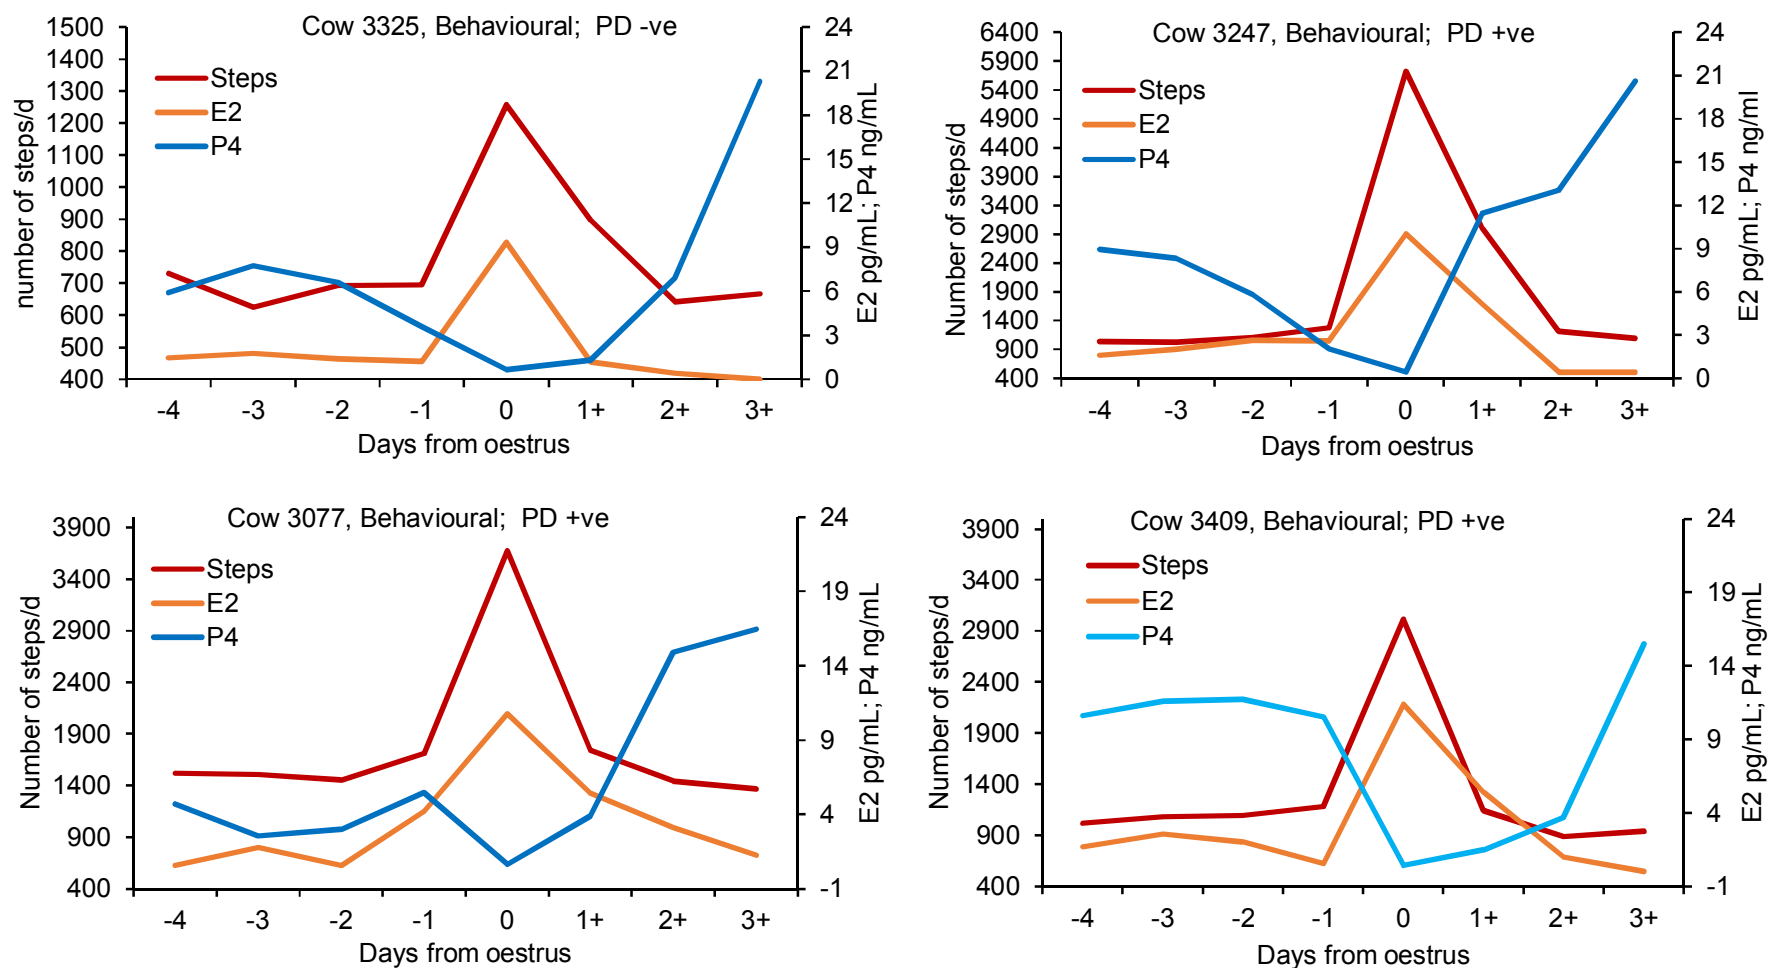 Cow 3325, Behavioural; PD -ve
number of steps/d
1500
1400
1300
1200
1100
1000
900
800
700
600
500
400
Steps
E2
P4
24
21
18
15
12
9
6
3
0
E2 pg/mL; P4 ng/mL
-4 -3 -2 -1 0 1+ 2+ 3+
Days from oestrus
Cow 3247, Behavioural; PD +ve
Number of steps/d
6400
5900
5400
4900
4400
3900
3400
2900
2400
1900
1400
900
400
Steps
E2
P4
24
21
18
15
12
9
6
3
0
E2 pg/mL; P4 ng/ml
-4 -3 -2 -1 0 1+ 2+ 3+
Days from oestrus
Cow 3077, Behavioural; PD +ve
Number of steps/d
3900
3400
2900
2400
1900
1400
900
400
Steps
E2
P4
24
19
14
9
4
-1
E2 pg/mL; P4 ng/mL
-4 -3 -2 -1 0 1+ 2+ 3+
Days from oestrus
Cow 3409, Behavioural; PD +ve
Number of steps/d
3900
3400
2900
2400
1900
1400
900
400
Steps
E2
P4
24
19
14
9
4
-1
E2 pg/mL; P4 ng/mL
-4 -3 -2 -1 0 1+ 2+ 3+
Days from oestrus